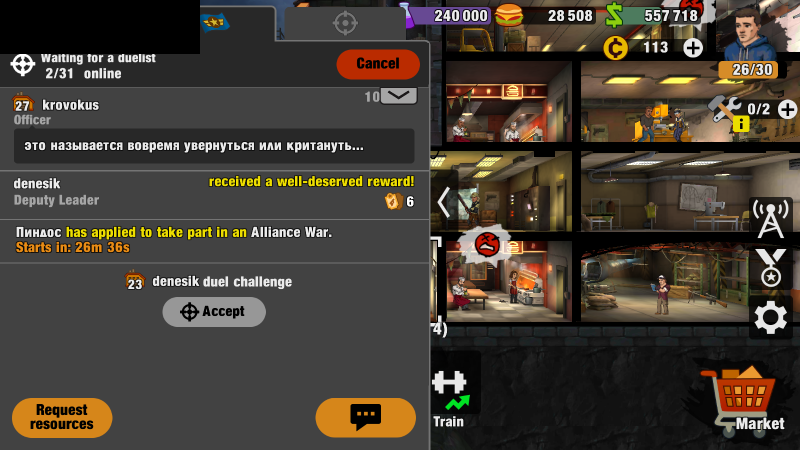 240 000
28 508
557 718
113
26/30
0/2
Waiting for a duelist
2/31 online
Cancel
27 krovokus
10
Officer
это называется вовремя увернуться или критануть...
denesik
received a well-deserved reward!
Deputy Leader
6
Пиндос has applied to take part in an Alliance War.
Starts in: 26m 36s
23 denesik duel challenge
Accept
4)
Request
resources
Train
Market